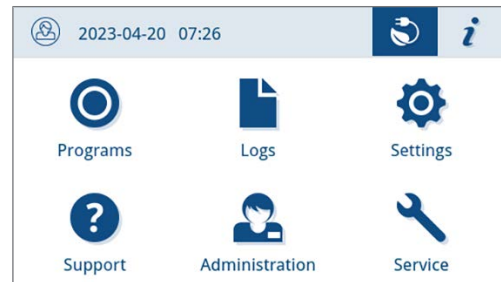 2023-04-20 07:26
i
Programs Logs Settings
?
Support Administration Service